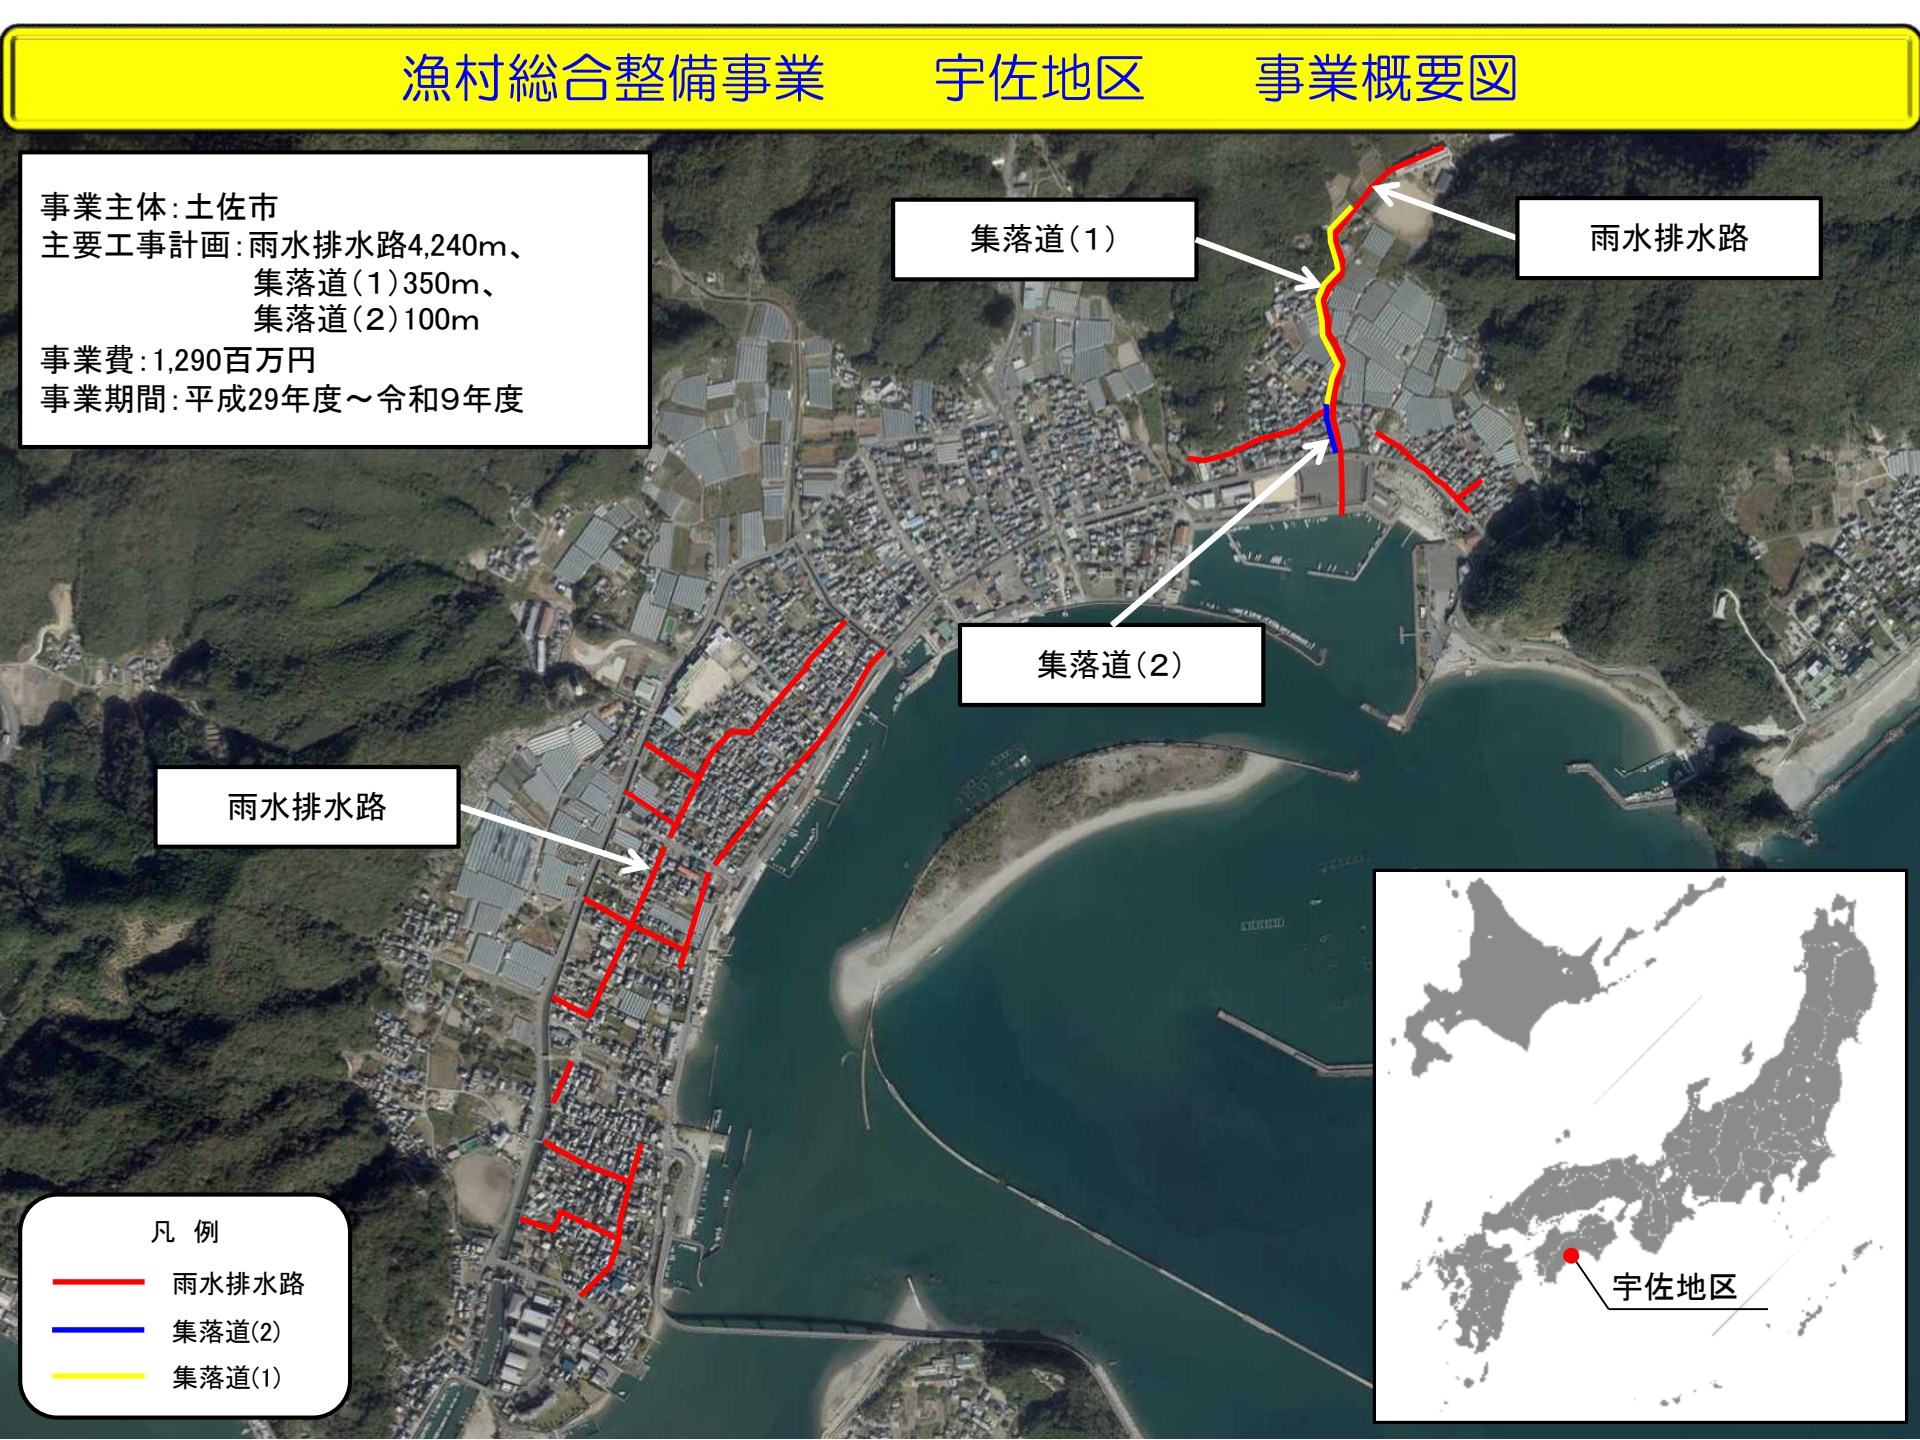 漁村総合整備事業　宇佐地区　事業概要図
事業主体：土佐市
主要工事計画：雨水排水路4,240m、
集落道（１）350m、
集落道（２）100m
事業費：1,290百万円
事業期間：平成29年度～令和９年度
集落道（１）
雨水排水路
集落道（２）
雨水排水路
凡 例
雨水排水路
集落道(2)
集落道(1)
宇佐地区